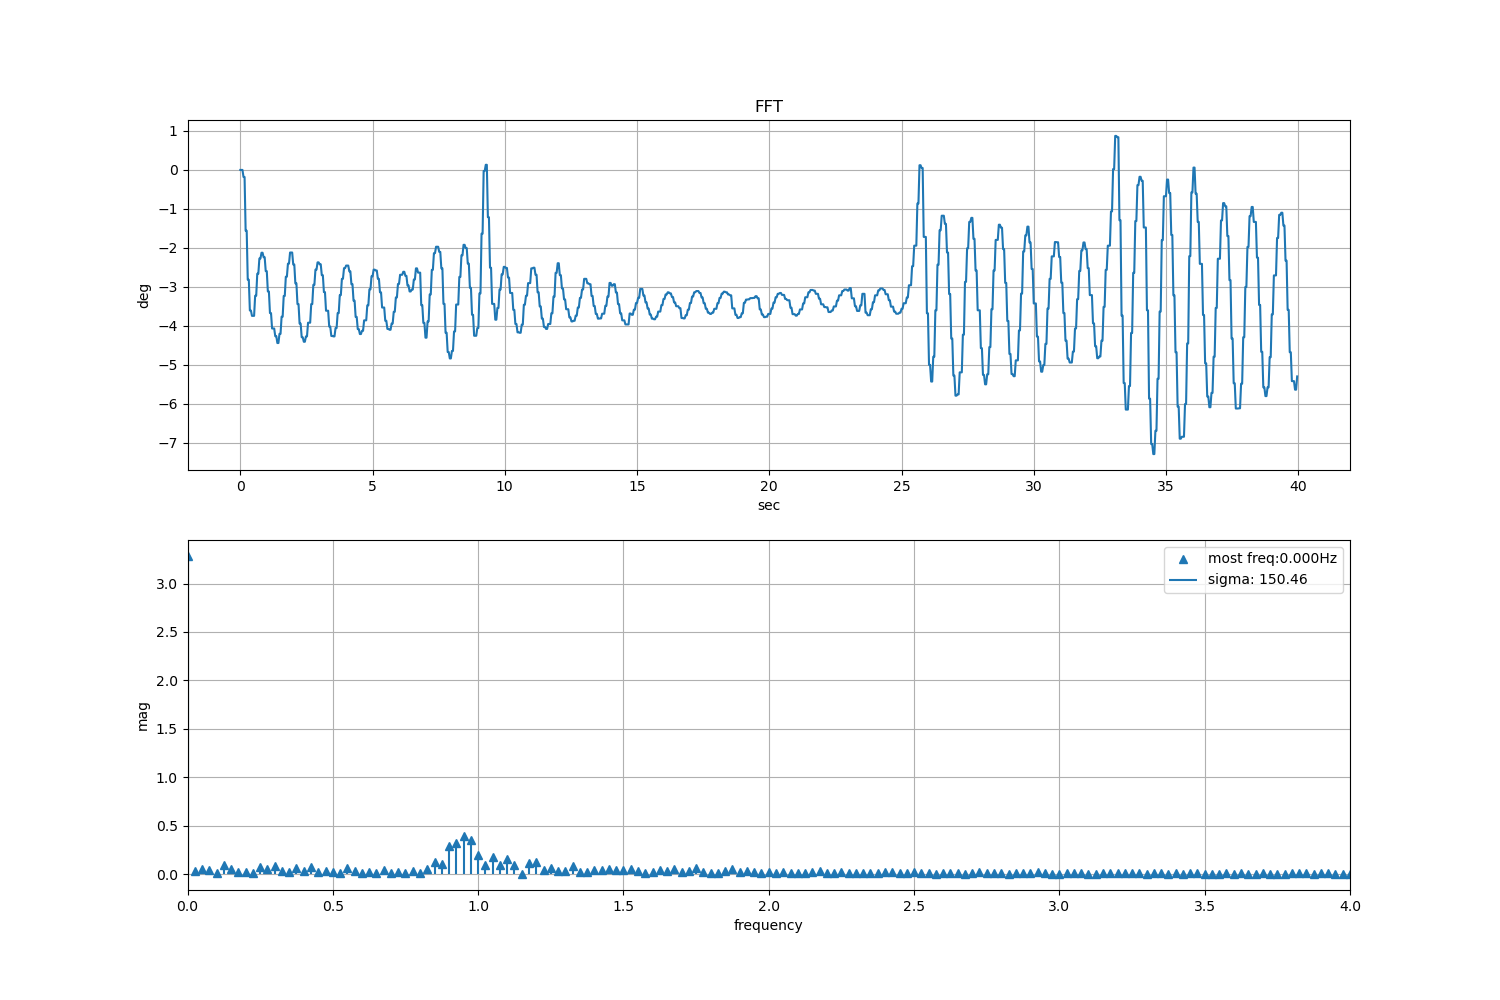 FFT
1
0
−1
−2
−3
−4
−5
−6
−7
deg
0 5 10 15 20 25 30 35 40
sec
3.0
2.5
2.0
1.5
1.0
0.5
0.0
mag
most freq:0.000Hz
sigma: 150.46
0.0 0.5 1.0 1.5 2.0 2.5 3.0 3.5 4.0
frequency